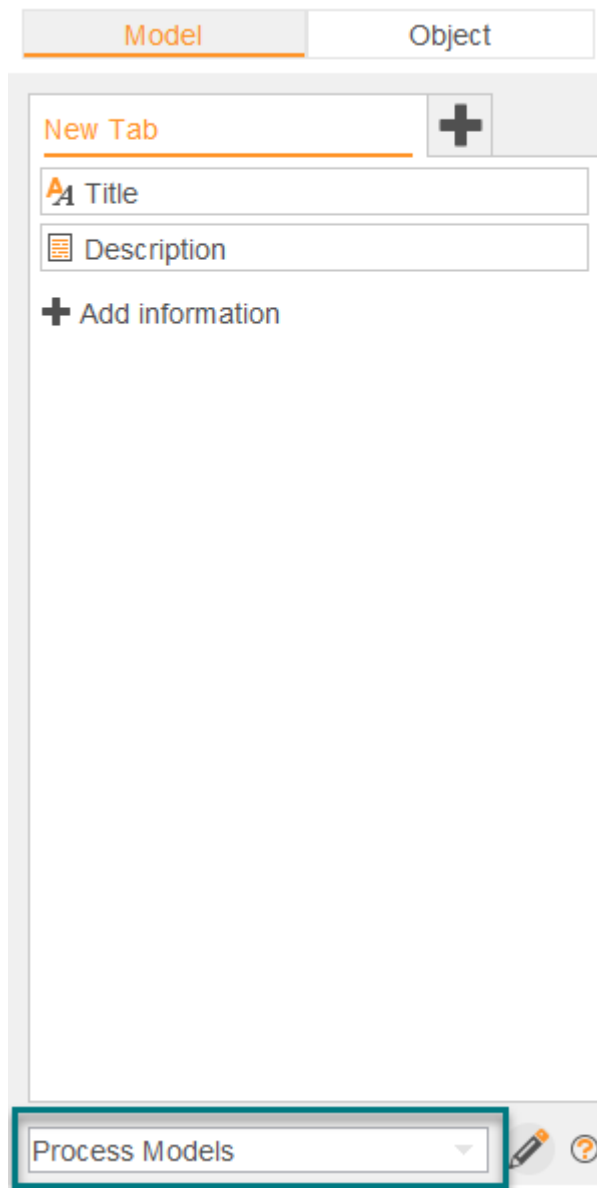 Model Object
New Tab
Title
Description
Add information
Process Models